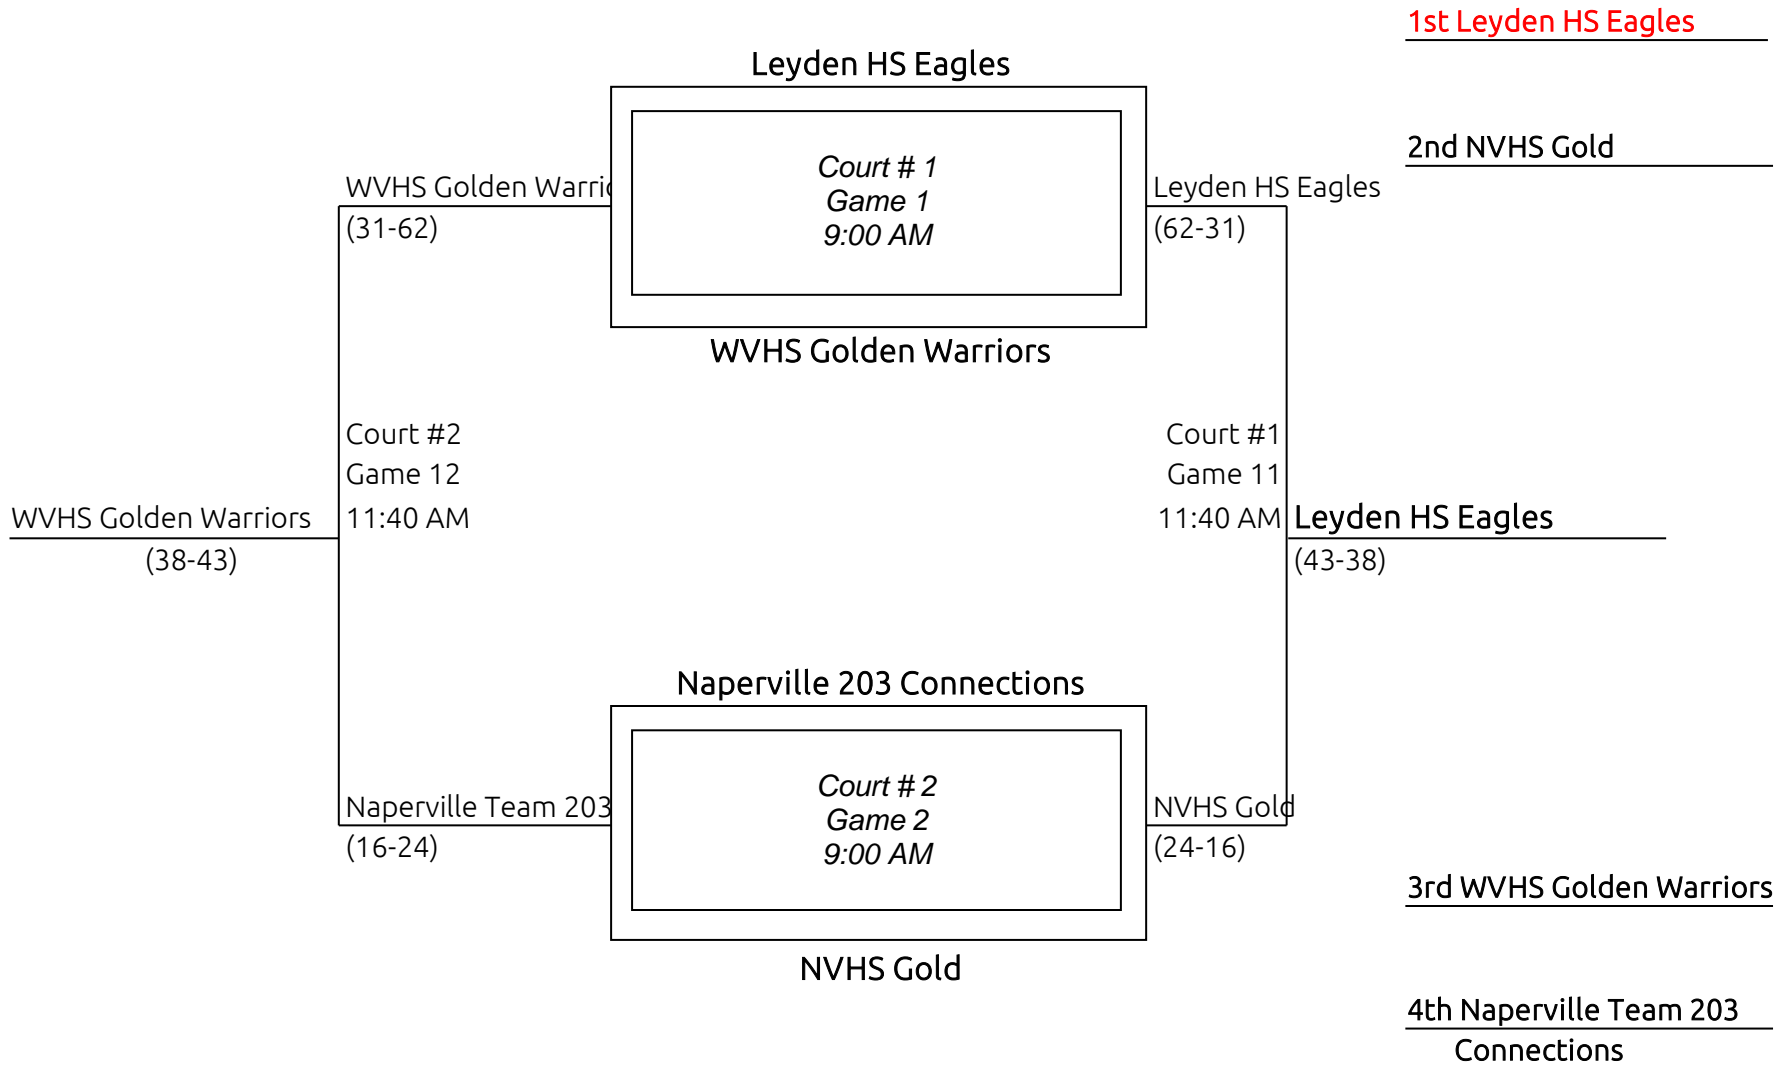 1st Leyden HS Eagles
Leyden HS Eagles
2nd NVHS Gold
Court # 1
Game 1
9:00 AM
WVHS Golden Warrio
(31-62)
Leyden HS Eagles
(62-31)
WVHS Golden Warriors
Court #2
Game 12
11:40 AM
Court #1
Game 11
11:40 AM
WVHS Golden Warriors
(38-43)
Leyden HS Eagles
(43-38)
Naperville 203 Connections
Court # 2
Game 2
9:00 AM
Naperville Team 203
(16-24)
NVHS Gold
(24-16)
3rd WVHS Golden Warriors
NVHS Gold
4th Naperville Team 203
Connections